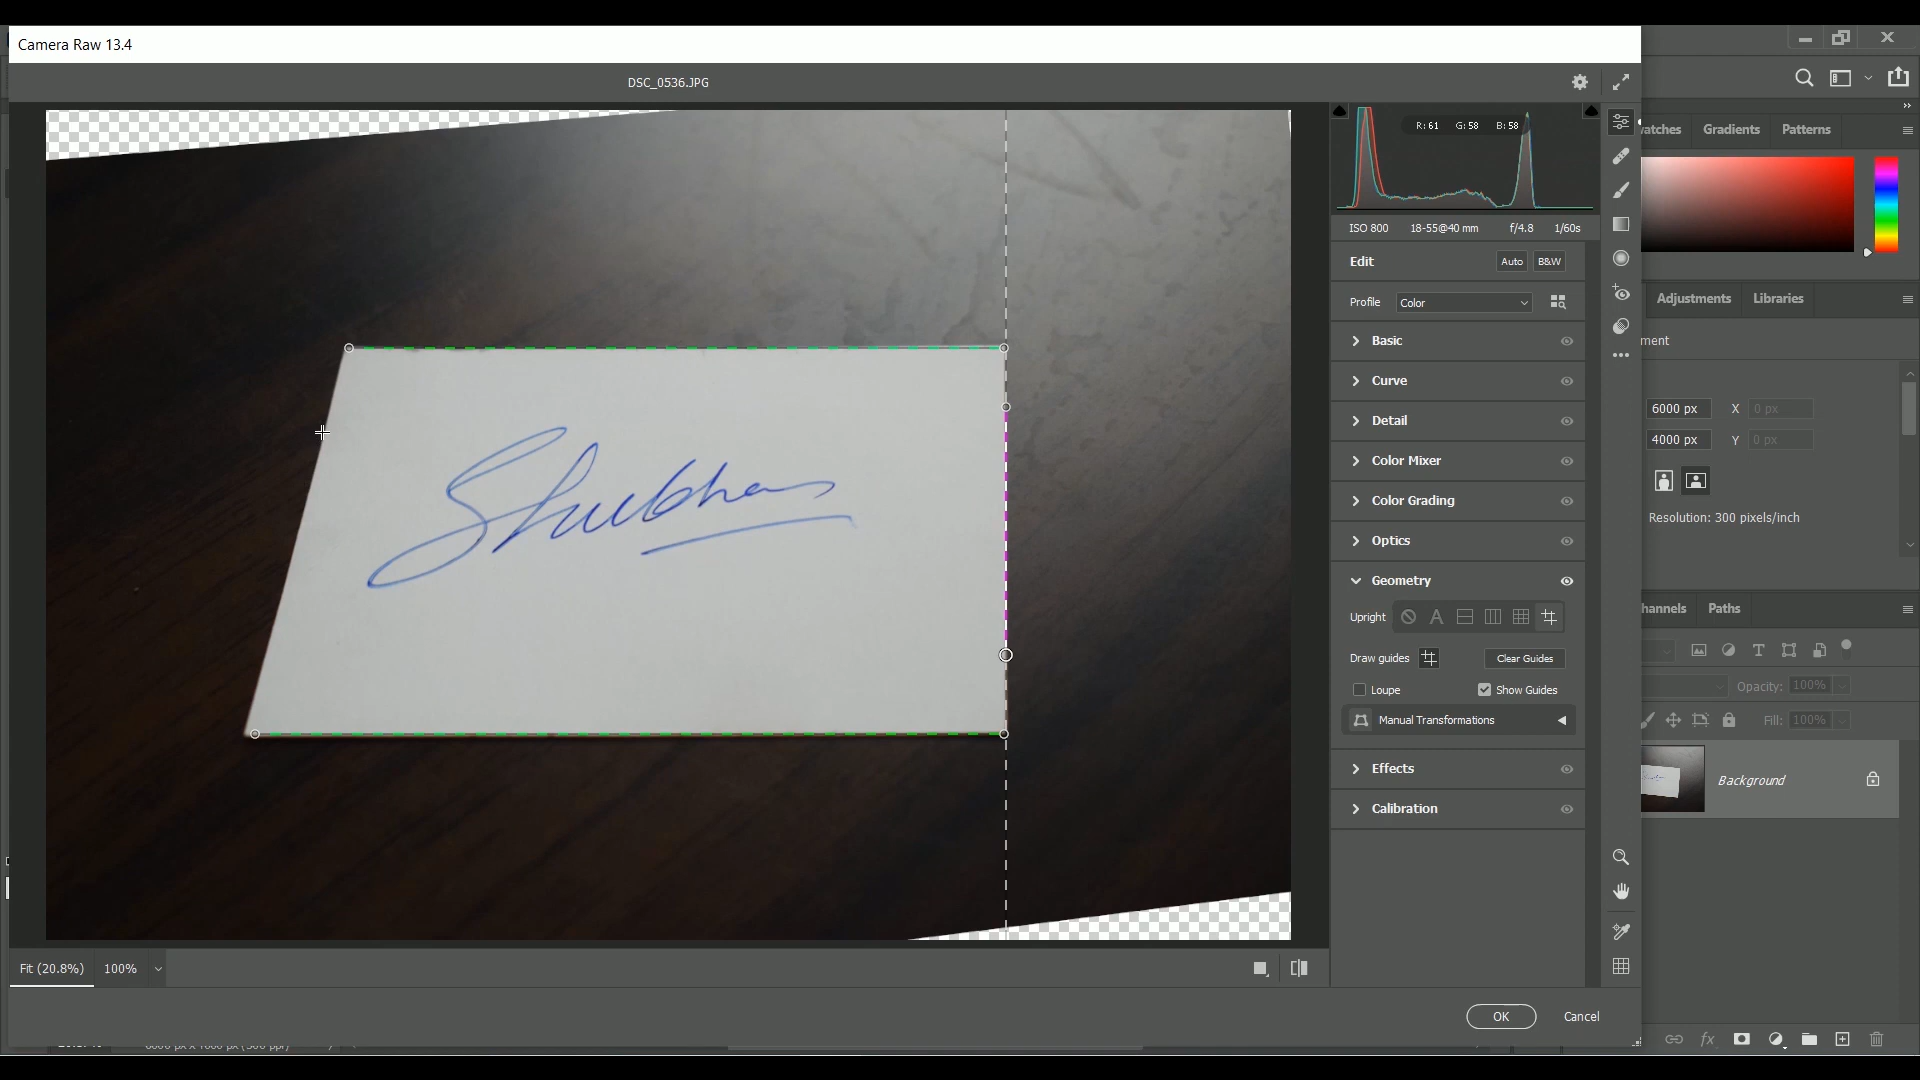 Camera Raw 13.4
DSC_0536.JPG
R: 61 G: 58 B: 58
ISO 800 18-55@40 mm f/4.8 1/60s
Edit Auto B&W
Profile Color
Basic
Curve
Detail
Color Mixer
Color Grading
Optics
Geometry
Upright A
Draw guides Clear Guides
Loupe Show Guides
Manual Transformations
Effects
Calibration
Fit (20.8%) 100%
OK Cancel
Gradients Patterns
Adjustments Libraries
6000 px X 0 px
4000 px Y 0 px
Resolution: 300 pixels/inch
Paths
Opacity: 100%
Fill: 100%
Background
fx